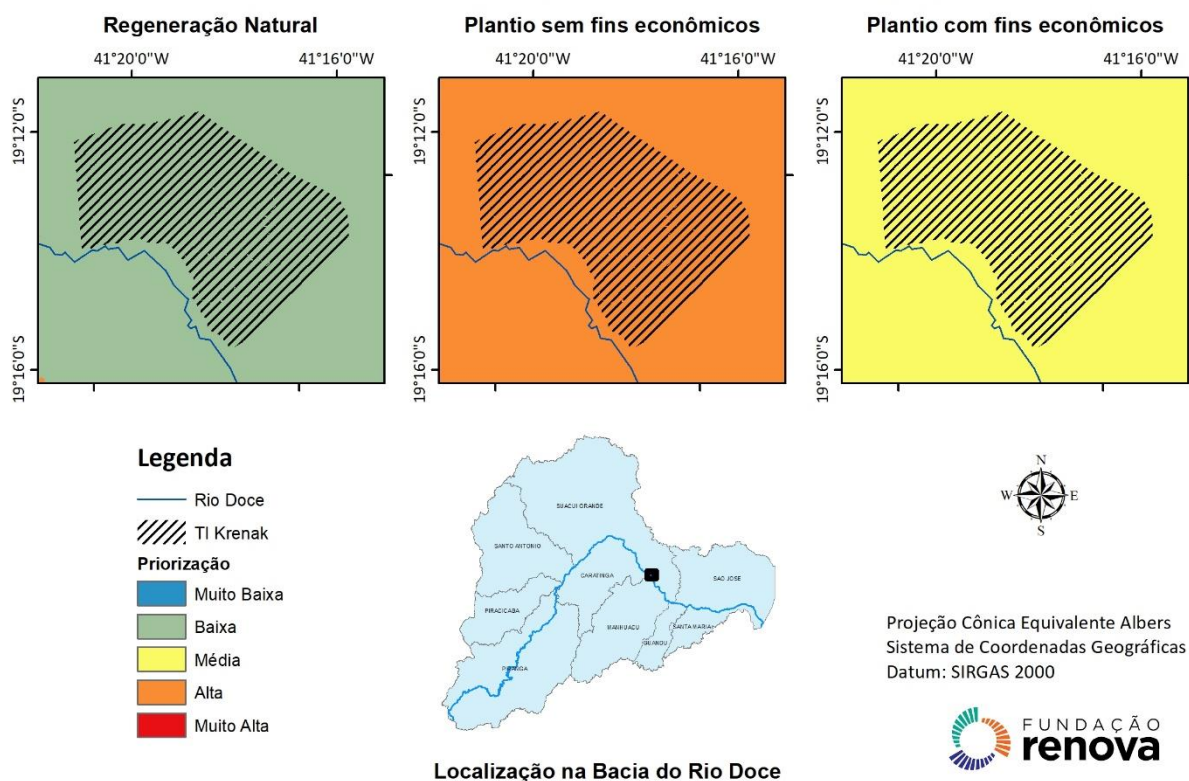 Regeneração Natural
Plantio sem fins econômicos
Plantio com fins econômicos
41°20'0"W
41°16'0"W
41°20'0"W
41°16'0"W
41°20'0"W
41°16'0"W
19°12'0"S
19°16'0"S
19°12'0"S
19°16'0"S
19°12'0"S
19°16'0"S
Legenda
Rio Doce
TI Krenak
Priorização
Muito Baixa
Baixa
Média
Alta
Muito Alta
SUACUI GRANDE
SANTO ANTONIO
CARATINGA
SAO JOSE
PIRACICABA
MANHUACU
SANTA MARIA
GUANDU
PIRANGA
Localização na Bacia do Rio Doce
N
W
E
S
Projeção Cônica Equivalente Albers
Sistema de Coordenadas Geográficas
Datum: SIRGAS 2000
FUNDAÇÃO
renova